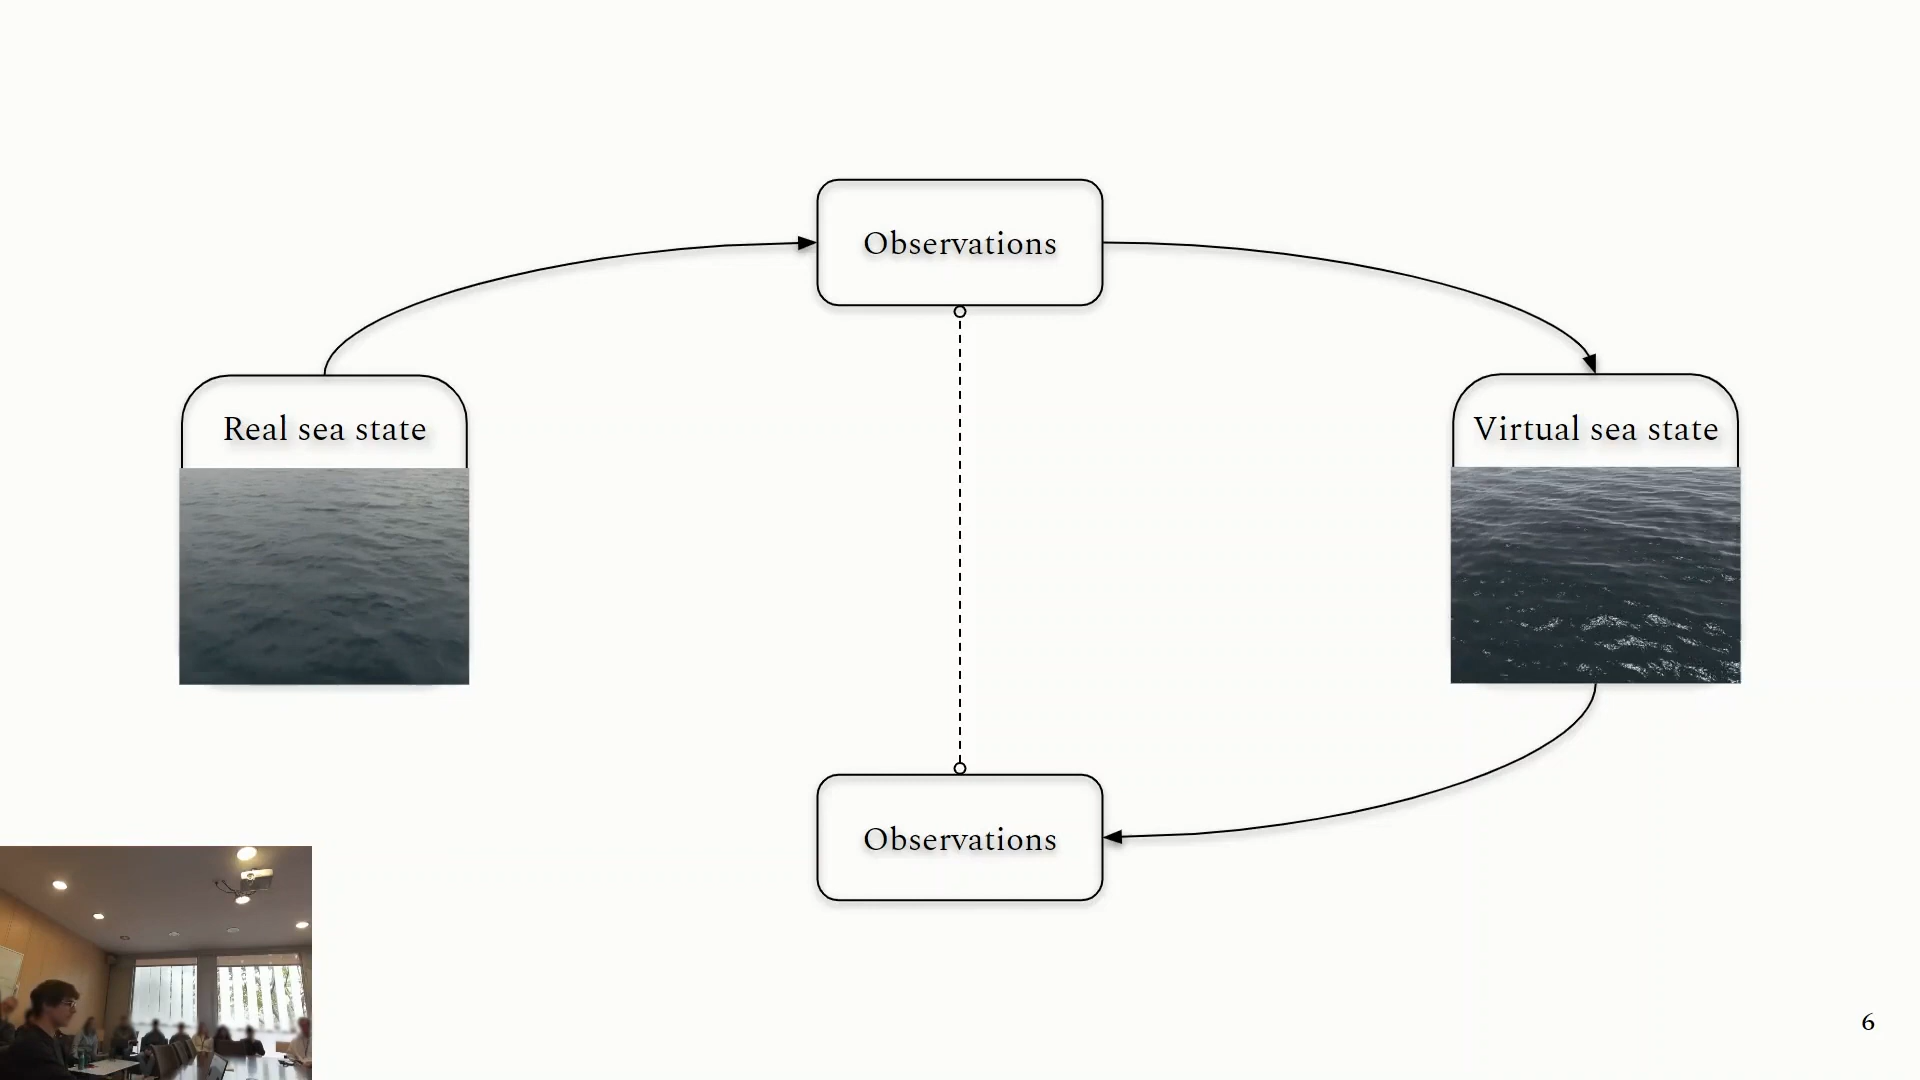 Observations
Real sea state
Virtual sea state
Observations
6